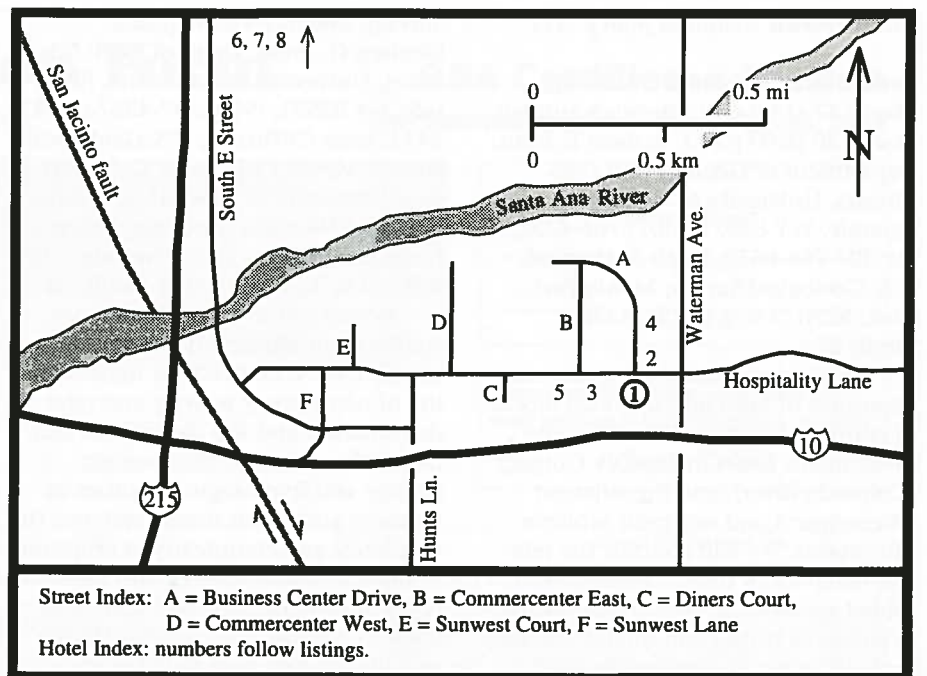 6, 7, 8
San Jacinto fault
South E Street
0 0.5 mi
0 0.5 km
N
Santa Ana River
Waterman Ave.
A
D
B
4
E
2
C
5
3
1
Hospitality Lane
F
10
215
Hunts Ln.
Street Index: A = Business Center Drive, B = Commercenter East, C = Diners Court,
D = Commercenter West, E = Sunwest Court, F = Sunwest Lane
Hotel Index: numbers follow listings.